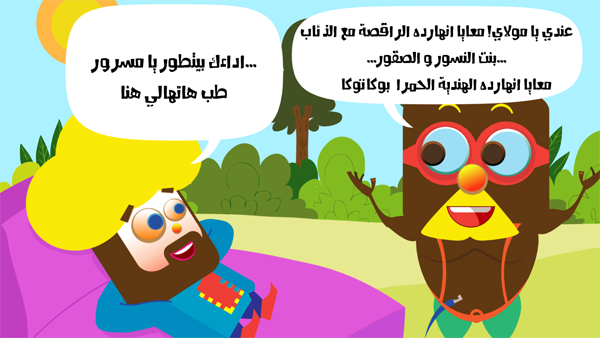 عندي يا مولاي! معايا انهارده الراقصة مع الذئاب
...بنت النسور و الصقور...
معايا انهارده الهندية الحمرا بوكانوكا
...اداءك بيتطور يا مسرور
طب هاتهالي هنا